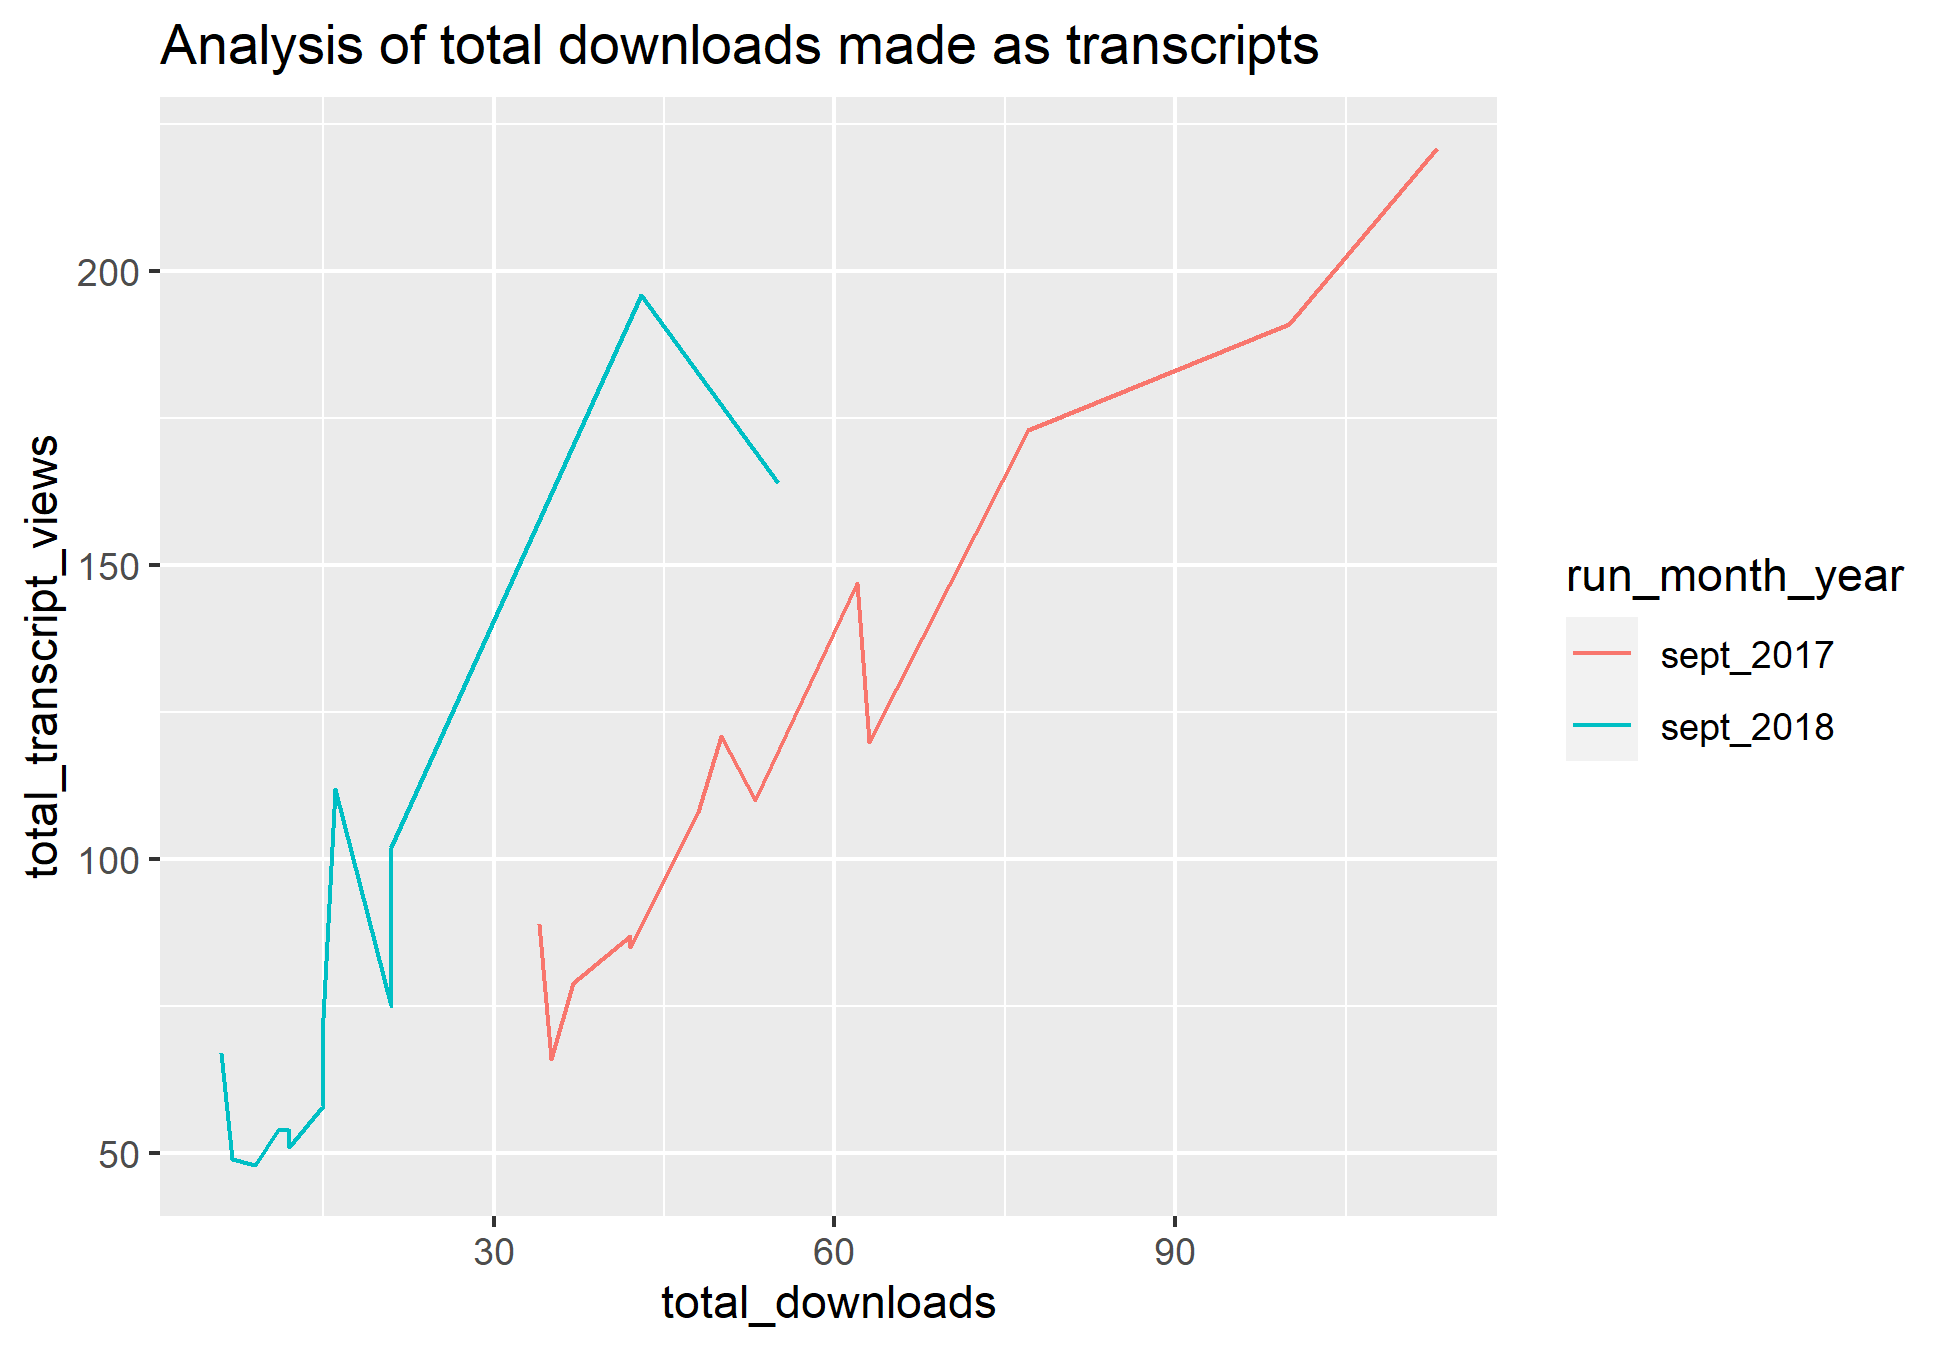 Analysis of total downloads made as transcripts
total_transcript_views
200
150
100
50
30
60
90
total_downloads
run_month_year
sept_2017
sept_2018